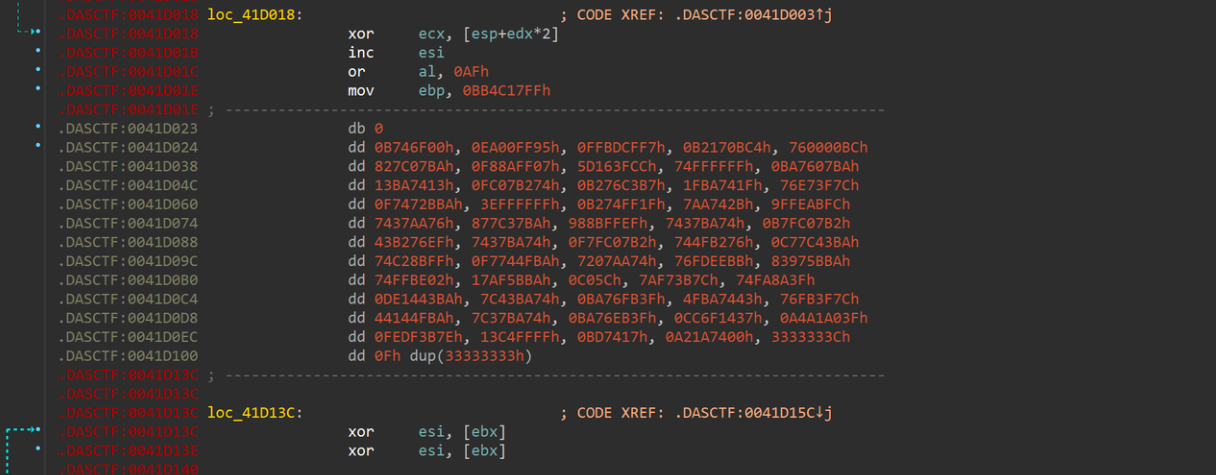 .DASCTF:0041D018 loc_41D018: ; CODE XREF: .DASCTF:0041D003↑j
.DASCTF:0041D018 xor ecx, [esp+edx*2]
.DASCTF:0041D01B inc esi
.DASCTF:0041D01C or al, 0AFh
.DASCTF:0041D01E mov ebp, 0BB4C17FFh
.DASCTF:0041D01E ; ---------------------------------------------------------------------------
.DASCTF:0041D023 db 0
.DASCTF:0041D024 dd 0B746F00h, 0EA00FF95h, 0FFBDCFF7h, 0B2170BC4h, 760000BCh
.DASCTF:0041D038 dd 827C07BAh, 0F88AFF07h, 5D163FCCh, 74FFFFFFh, 0BA7607BAh
.DASCTF:0041D04C dd 13BA7413h, 0FC07B274h, 0B276C3B7h, 1FBA741Fh, 76E73F7Ch
.DASCTF:0041D060 dd 0F7472BBAh, 3EFFFFFFh, 0B274FF1Fh, 7AA742Bh, 9FFEABFCh
.DASCTF:0041D074 dd 7437AA76h, 877C37BAh, 988BFFEFh, 7437BA74h, 0B7FC07B2h
.DASCTF:0041D088 dd 43B276EFh, 7437BA74h, 0F7FC07B2h, 744FB276h, 0C77C43BAh
.DASCTF:0041D09C dd 74C28BFFh, 0F7744FBAh, 7207AA74h, 76FDEEBBh, 83975BBAh
.DASCTF:0041D0B0 dd 74FFBE02h, 17AF5BBAh, 0C05Ch, 7AF73B7Ch, 74FA8A3Fh
.DASCTF:0041D0C4 dd 0DE1443BAh, 7C43BA74h, 0BA76FB3Fh, 4FBA7443h, 76FB3F7Ch
.DASCTF:0041D0D8 dd 44144FBAh, 7C37BA74h, 0BA76EB3Fh, 0CC6F1437h, 0A4A1A03Fh
.DASCTF:0041D0EC dd 0FEDF3B7Eh, 13C4FFFFh, 0BD7417h, 0A21A7400h, 3333333Ch
.DASCTF:0041D100 dd 0Fh dup(33333333h)
.DASCTF:0041D13C ; ---------------------------------------------------------------------------
.DASCTF:0041D13C
.DASCTF:0041D13C loc_41D13C: ; CODE XREF: .DASCTF:0041D15C↓j
.DASCTF:0041D13C xor esi, [ebx]
.DASCTF:0041D13E xor esi, [ebx]
.DASCTF:0041D140